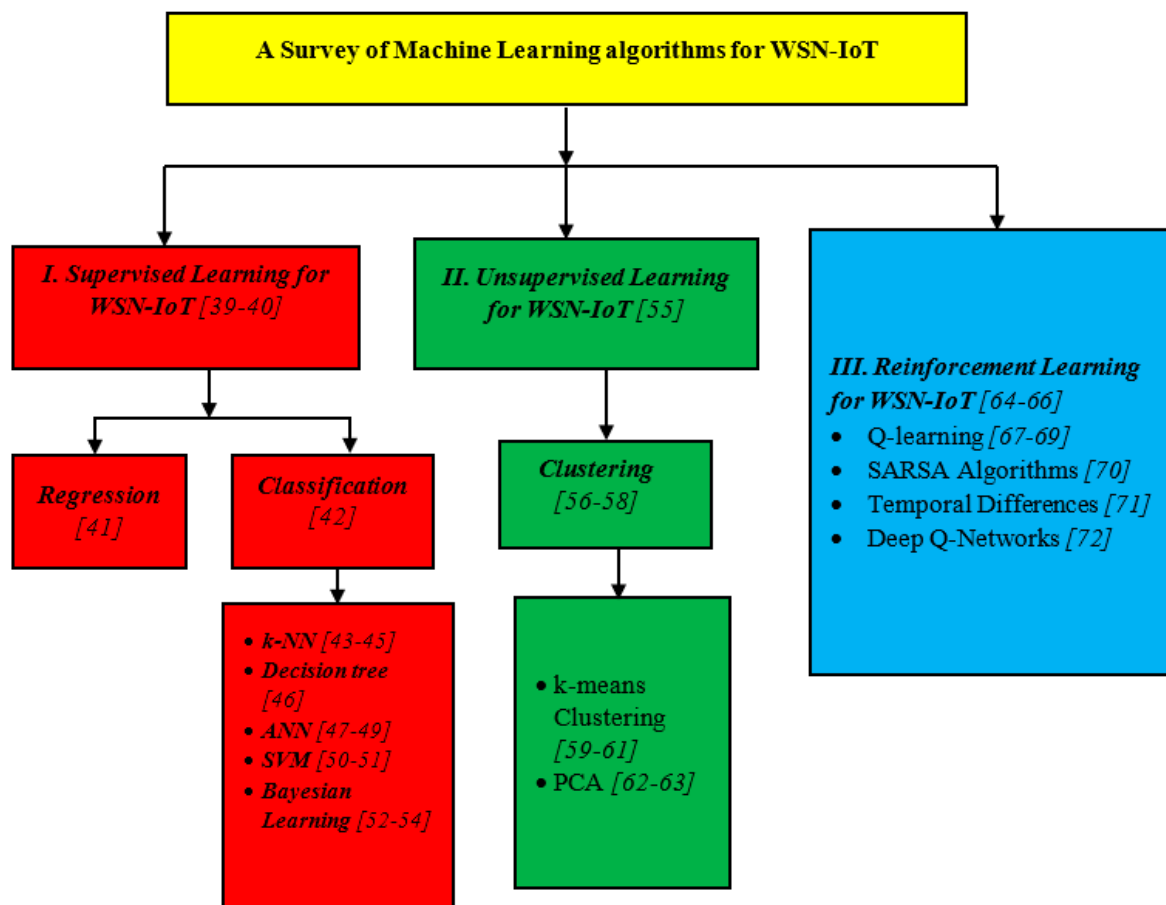 A Survey of Machine Learning algorithms for WSN-IoT
I. Supervised Learning for
WSN-IoT [39-40]
II. Unsupervised Learning
for WSN-IoT [55]
III. Reinforcement Learning
for WSN-IoT [64-66]
• Q-learning [67-69]
• SARSA Algorithms [70]
• Temporal Differences [71]
• Deep Q-Networks [72]
Regression
[41]
Classification
[42]
Clustering
[56-58]
• k-NN [43-45]
• Decision tree
[46]
• ANN [47-49]
• SVM [50-51]
• Bayesian
Learning [52-54]
• k-means
Clustering
[59-61]
• PCA [62-63]